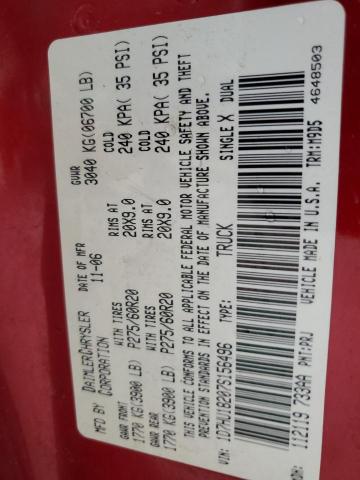 MFD BY DAIMLERCHRYSLER CORPORATION DATE OF MFR 11-06 GVWR 3040 KG(06700 LB)
GAWR FRONT WITH TIRES RIMS AT COLD
1770 KG(3900 LB) P275/60R20 20X9.0 240 KPA( 35 PSI)
GAWR REAR WITH TIRES RIMS AT COLD
1770 KG(3900 LB) P275/60R20 20X9.0 240 KPA( 35 PSI)
THIS VEHICLE CONFORMS TO ALL APPLICABLE FEDERAL MOTOR VEHICLE SAFETY AND THEFT
PREVENTION STANDARDS IN EFFECT ON THE DATE OF MANUFACTURE SHOWN ABOVE.
VIN: 1D7HU18207S156496 TYPE: TRUCK SINGLE X DUAL
VEHICLE MADE IN U.S.A. 4648503
MDH: 112119 733AA PNT:PRJ TRM:M9D5